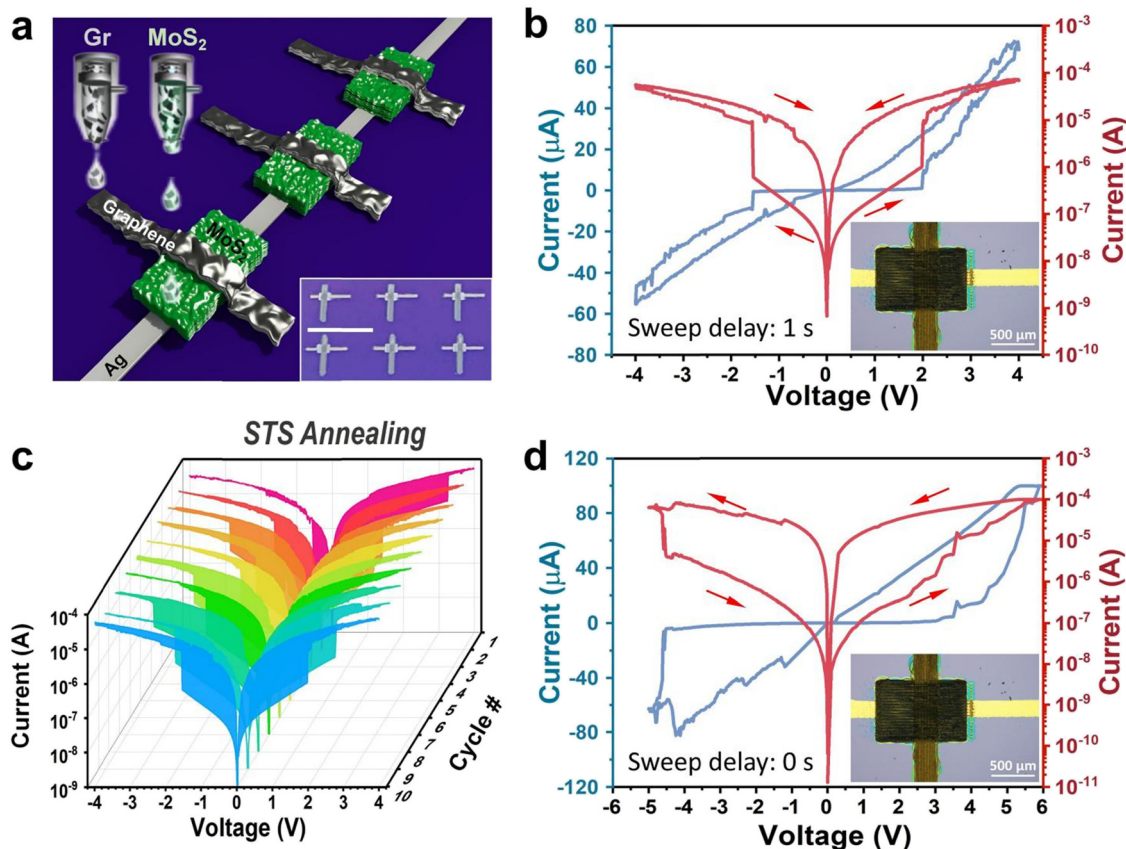 a
Gr
MoS₂
Graphene
MoS₂
Ag
b
Current (µA)
80
60
40
20
0
-20
-40
-60
-80
10⁻³
10⁻⁴
10⁻⁵
10⁻⁶
10⁻⁷
10⁻⁸
10⁻⁹
10⁻¹⁰
Current (A)
Sweep delay: 1 s
500 µm
-4 -3 -2 -1 0 1 2 3 4
Voltage (V)
c
STS Annealing
Current (A)
10⁻⁴
10⁻⁵
10⁻⁶
10⁻⁷
10⁻⁸
10⁻⁹
-4 -3 -2 -1 0 1 2 3 4
Voltage (V)
1
2
3
4
5
6
7
8
9
10
Cycle #
d
Current (µA)
120
80
40
0
-40
-80
-120
10⁻³
10⁻⁴
10⁻⁵
10⁻⁶
10⁻⁷
10⁻⁸
10⁻⁹
10⁻¹⁰
10⁻¹¹
Current (A)
Sweep delay: 0 s
500 µm
-5 -4 -3 -2 -1 0 1 2 3 4 5 6
Voltage (V)